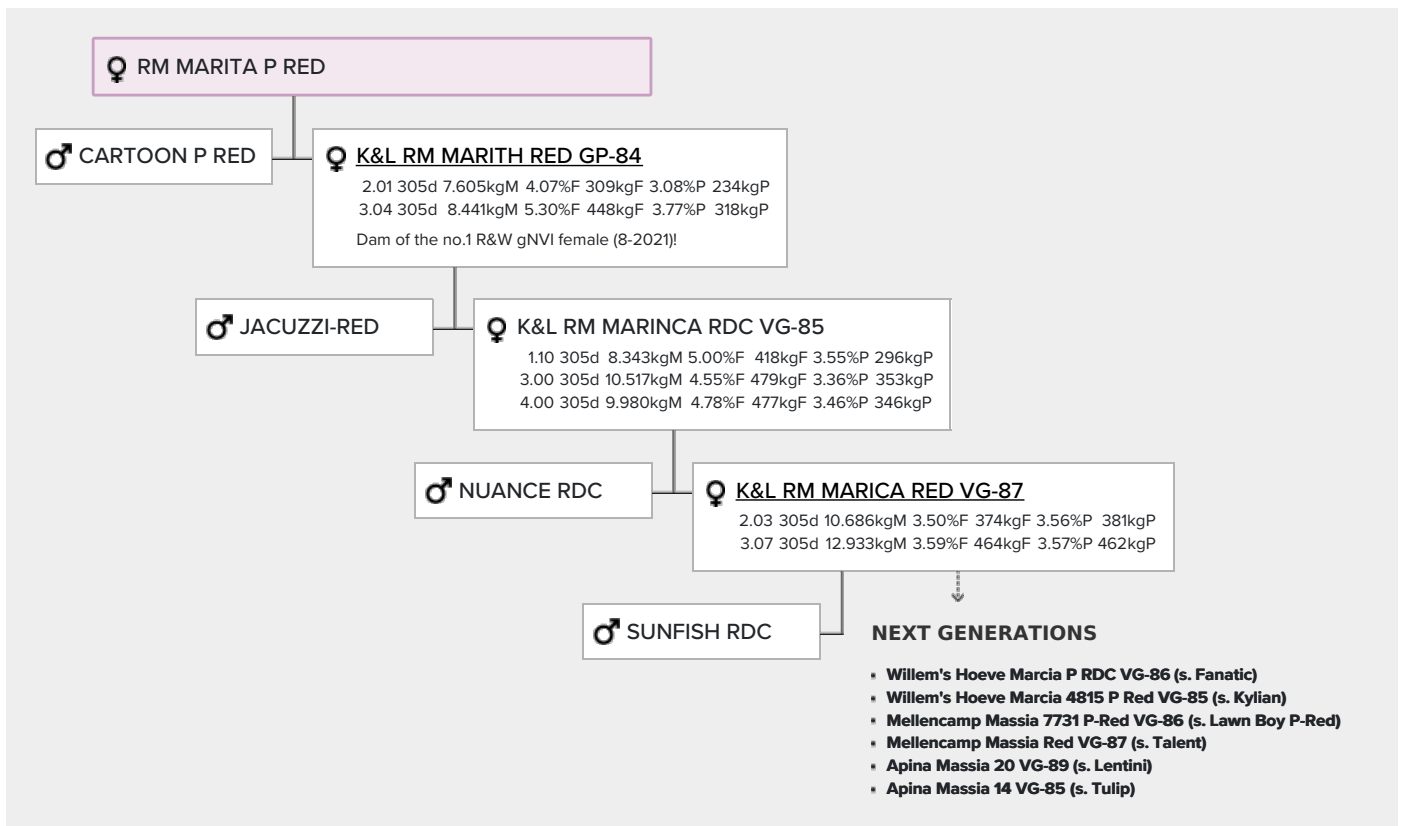 RM MARITA P RED
CARTOON P RED
K&L RM MARITH RED GP-84
2.01 305d 7.605kgM 4.07%F 309kgF 3.08%P 234kgP
3.04 305d 8.441kgM 5.30%F 448kgF 3.77%P 318kgP
Dam of the no.1 R&W gNVI female (8-2021)!
JACUZZI-RED
K&L RM MARINCA RDC VG-85
1.10 305d 8.343kgM 5.00%F 418kgF 3.55%P 296kgP
3.00 305d 10.517kgM 4.55%F 479kgF 3.36%P 353kgP
4.00 305d 9.980kgM 4.78%F 477kgF 3.46%P 346kgP
NUANCE RDC
K&L RM MARICA RED VG-87
2.03 305d 10.686kgM 3.50%F 374kgF 3.56%P 381kgP
3.07 305d 12.933kgM 3.59%F 464kgF 3.57%P 462kgP
SUNFISH RDC
NEXT GENERATIONS
Willem's Hoeve Marcia P RDC VG-86 (s. Fanatic)
Willem's Hoeve Marcia 4815 P Red VG-85 (s. Kylian)
Mellencamp Massia 7731 P-Red VG-86 (s. Lawn Boy P-Red)
Mellencamp Massia Red VG-87 (s. Talent)
Apina Massia 20 VG-89 (s. Lentini)
Apina Massia 14 VG-85 (s. Tulip)